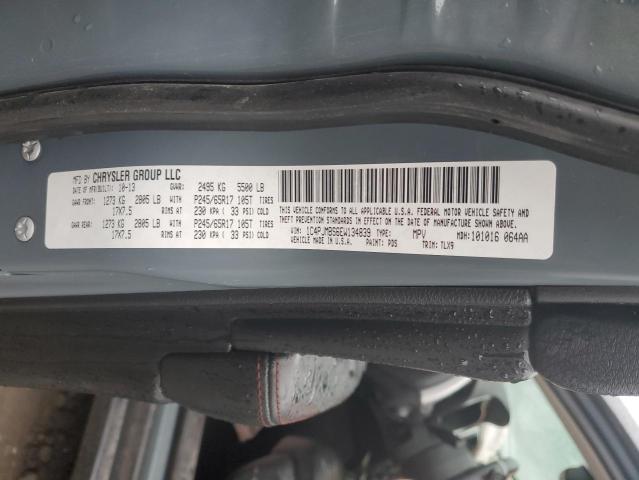 MFD BY CHRYSLER GROUP LLC
DATE OF MFR(BUILT): 10-13 GVWR: 2495 KG 5500 LB
GAWR FRONT: 1273 KG 2805 LB WITH P245/65R17 105T TIRES
17X7.5 RIMS AT 230 KPA ( 33 PSI) COLD
GAWR REAR: 1273 KG 2805 LB WITH P245/65R17 105T TIRES
17X7.5 RIMS AT 230 KPA ( 33 PSI) COLD
THIS VEHICLE CONFORMS TO ALL APPLICABLE U.S.A. FEDERAL MOTOR VEHICLE SAFETY AND
THEFT PREVENTION STANDARDS IN EFFECT ON THE DATE OF MANUFACTURE SHOWN ABOVE.
VIN: 1C4PJMBS6EW134839 TYPE: MPV MDH: 101016 064AA
PAINT: PDS TRIM: TLX9